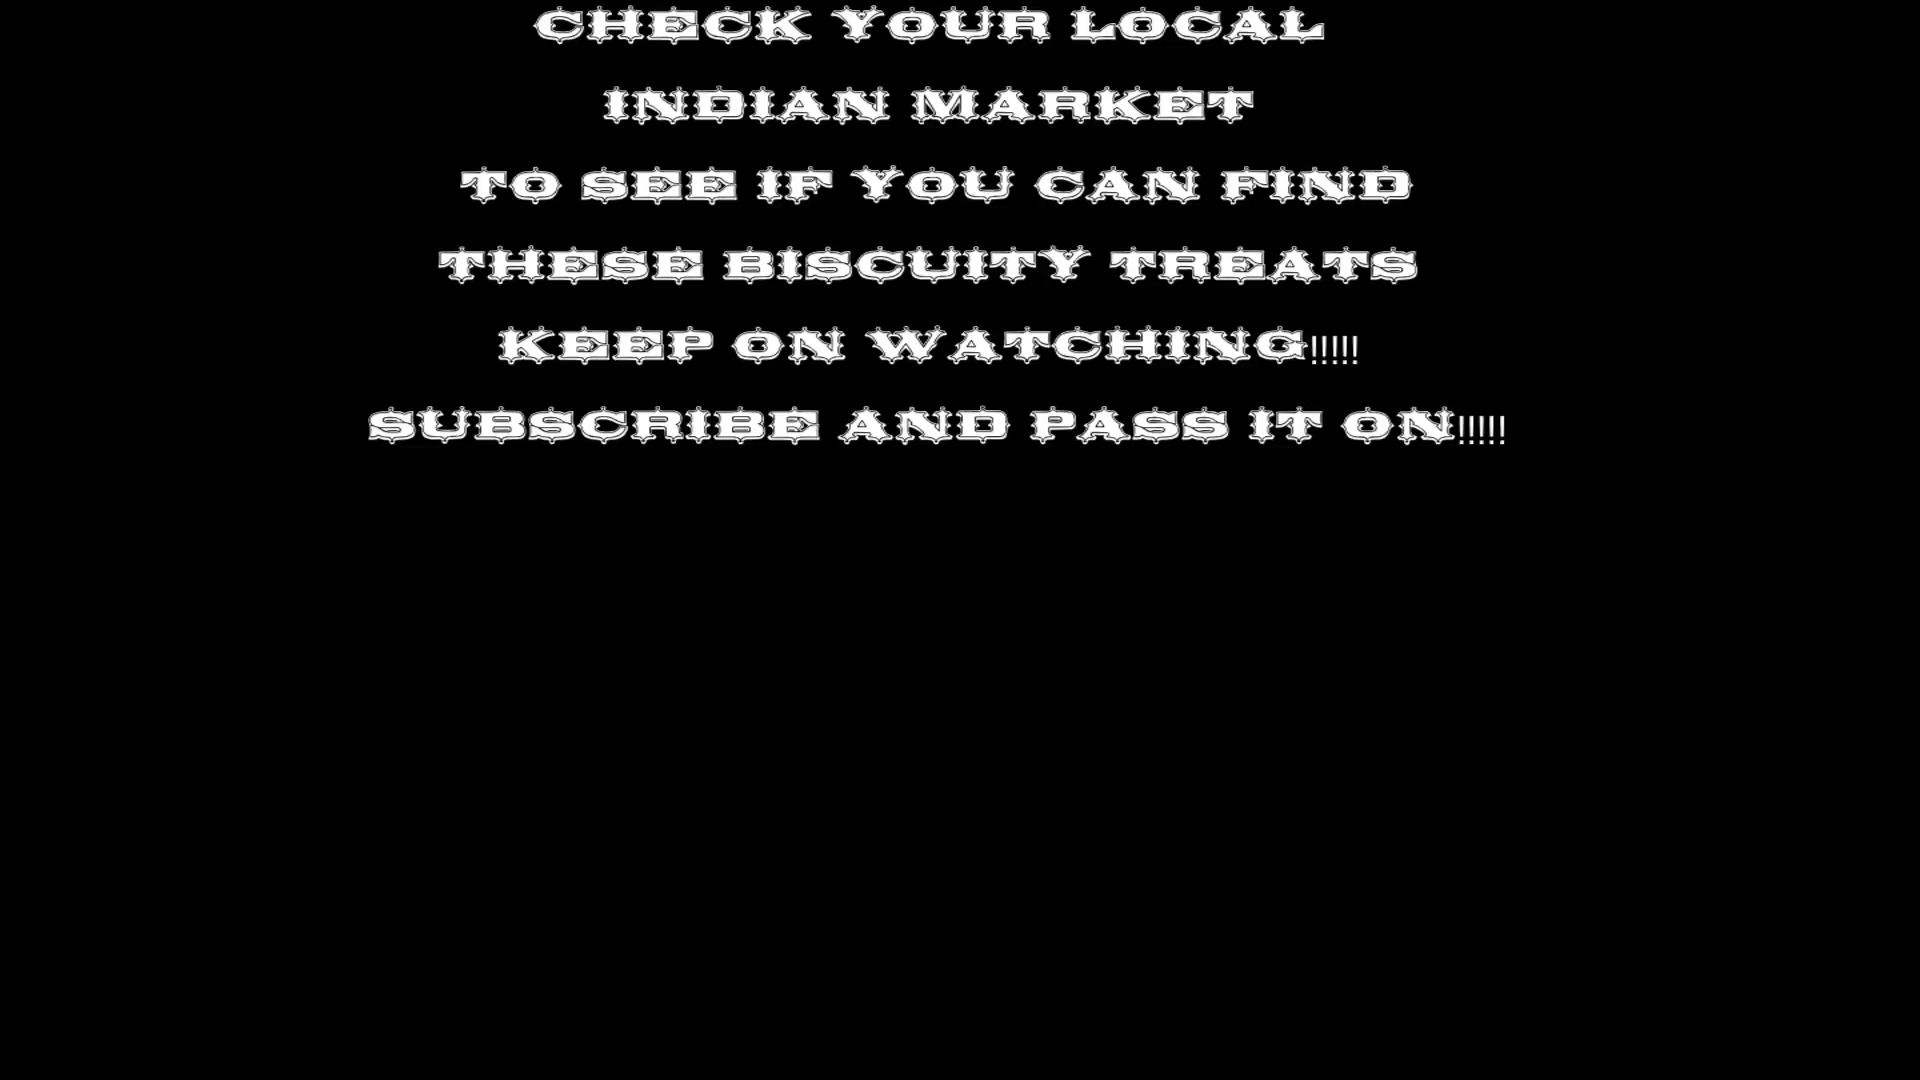 CHECK YOUR LOCAL
INDIAN MARKET
TO SEE IF YOU CAN FIND
THESE BISCUITY TREATS
KEEP ON WATCHING!!!!!
SUBSCRIBE AND PASS IT ON!!!!!